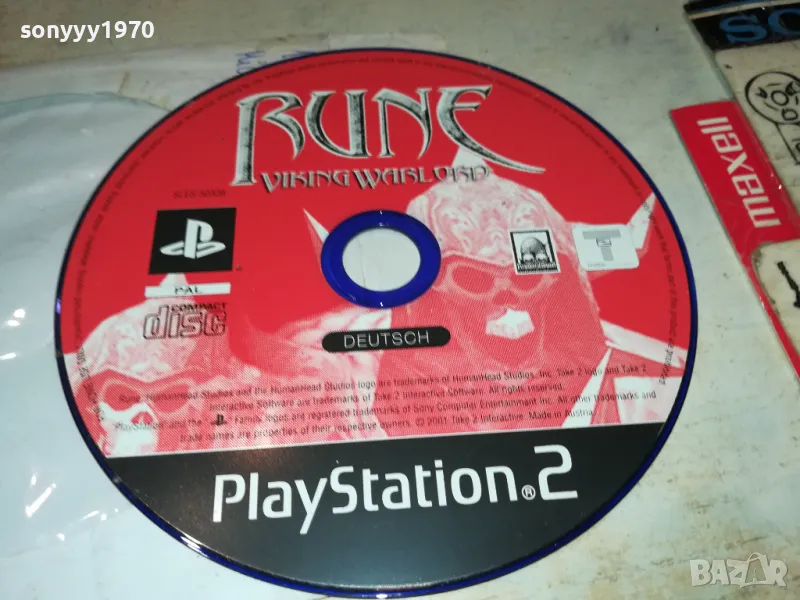 sonyyy1970
SO
RUNE
VIKING WARLORD
maxell
PAL
COMPACT
disc
DEUTSCH
Rune, HumanHead Studios and the HumanHead Studios logo are trademarks of HumanHead Studios, Inc. Take 2 logo and Take 2
Interactive Software are trademarks of Take 2 Interactive Software. All rights reserved.
PlayStation and the PS Family logos are registered trademarks of Sony Computer Entertainment Inc. All other trademarks and
trade names are properties of their respective owners. © 2001 Take 2 Interactive. Made in Austria
PlayStation®2
BAZAR